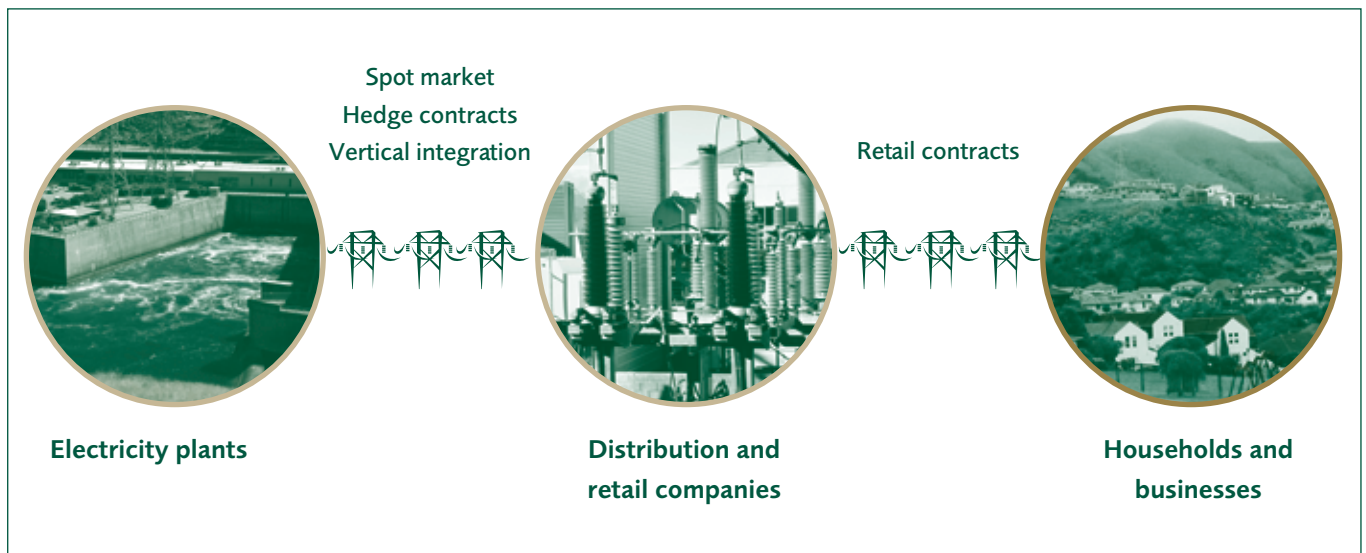 Spot market
Hedge contracts
Vertical integration
Retail contracts
Electricity plants
Distribution and
retail companies
Households and
businesses